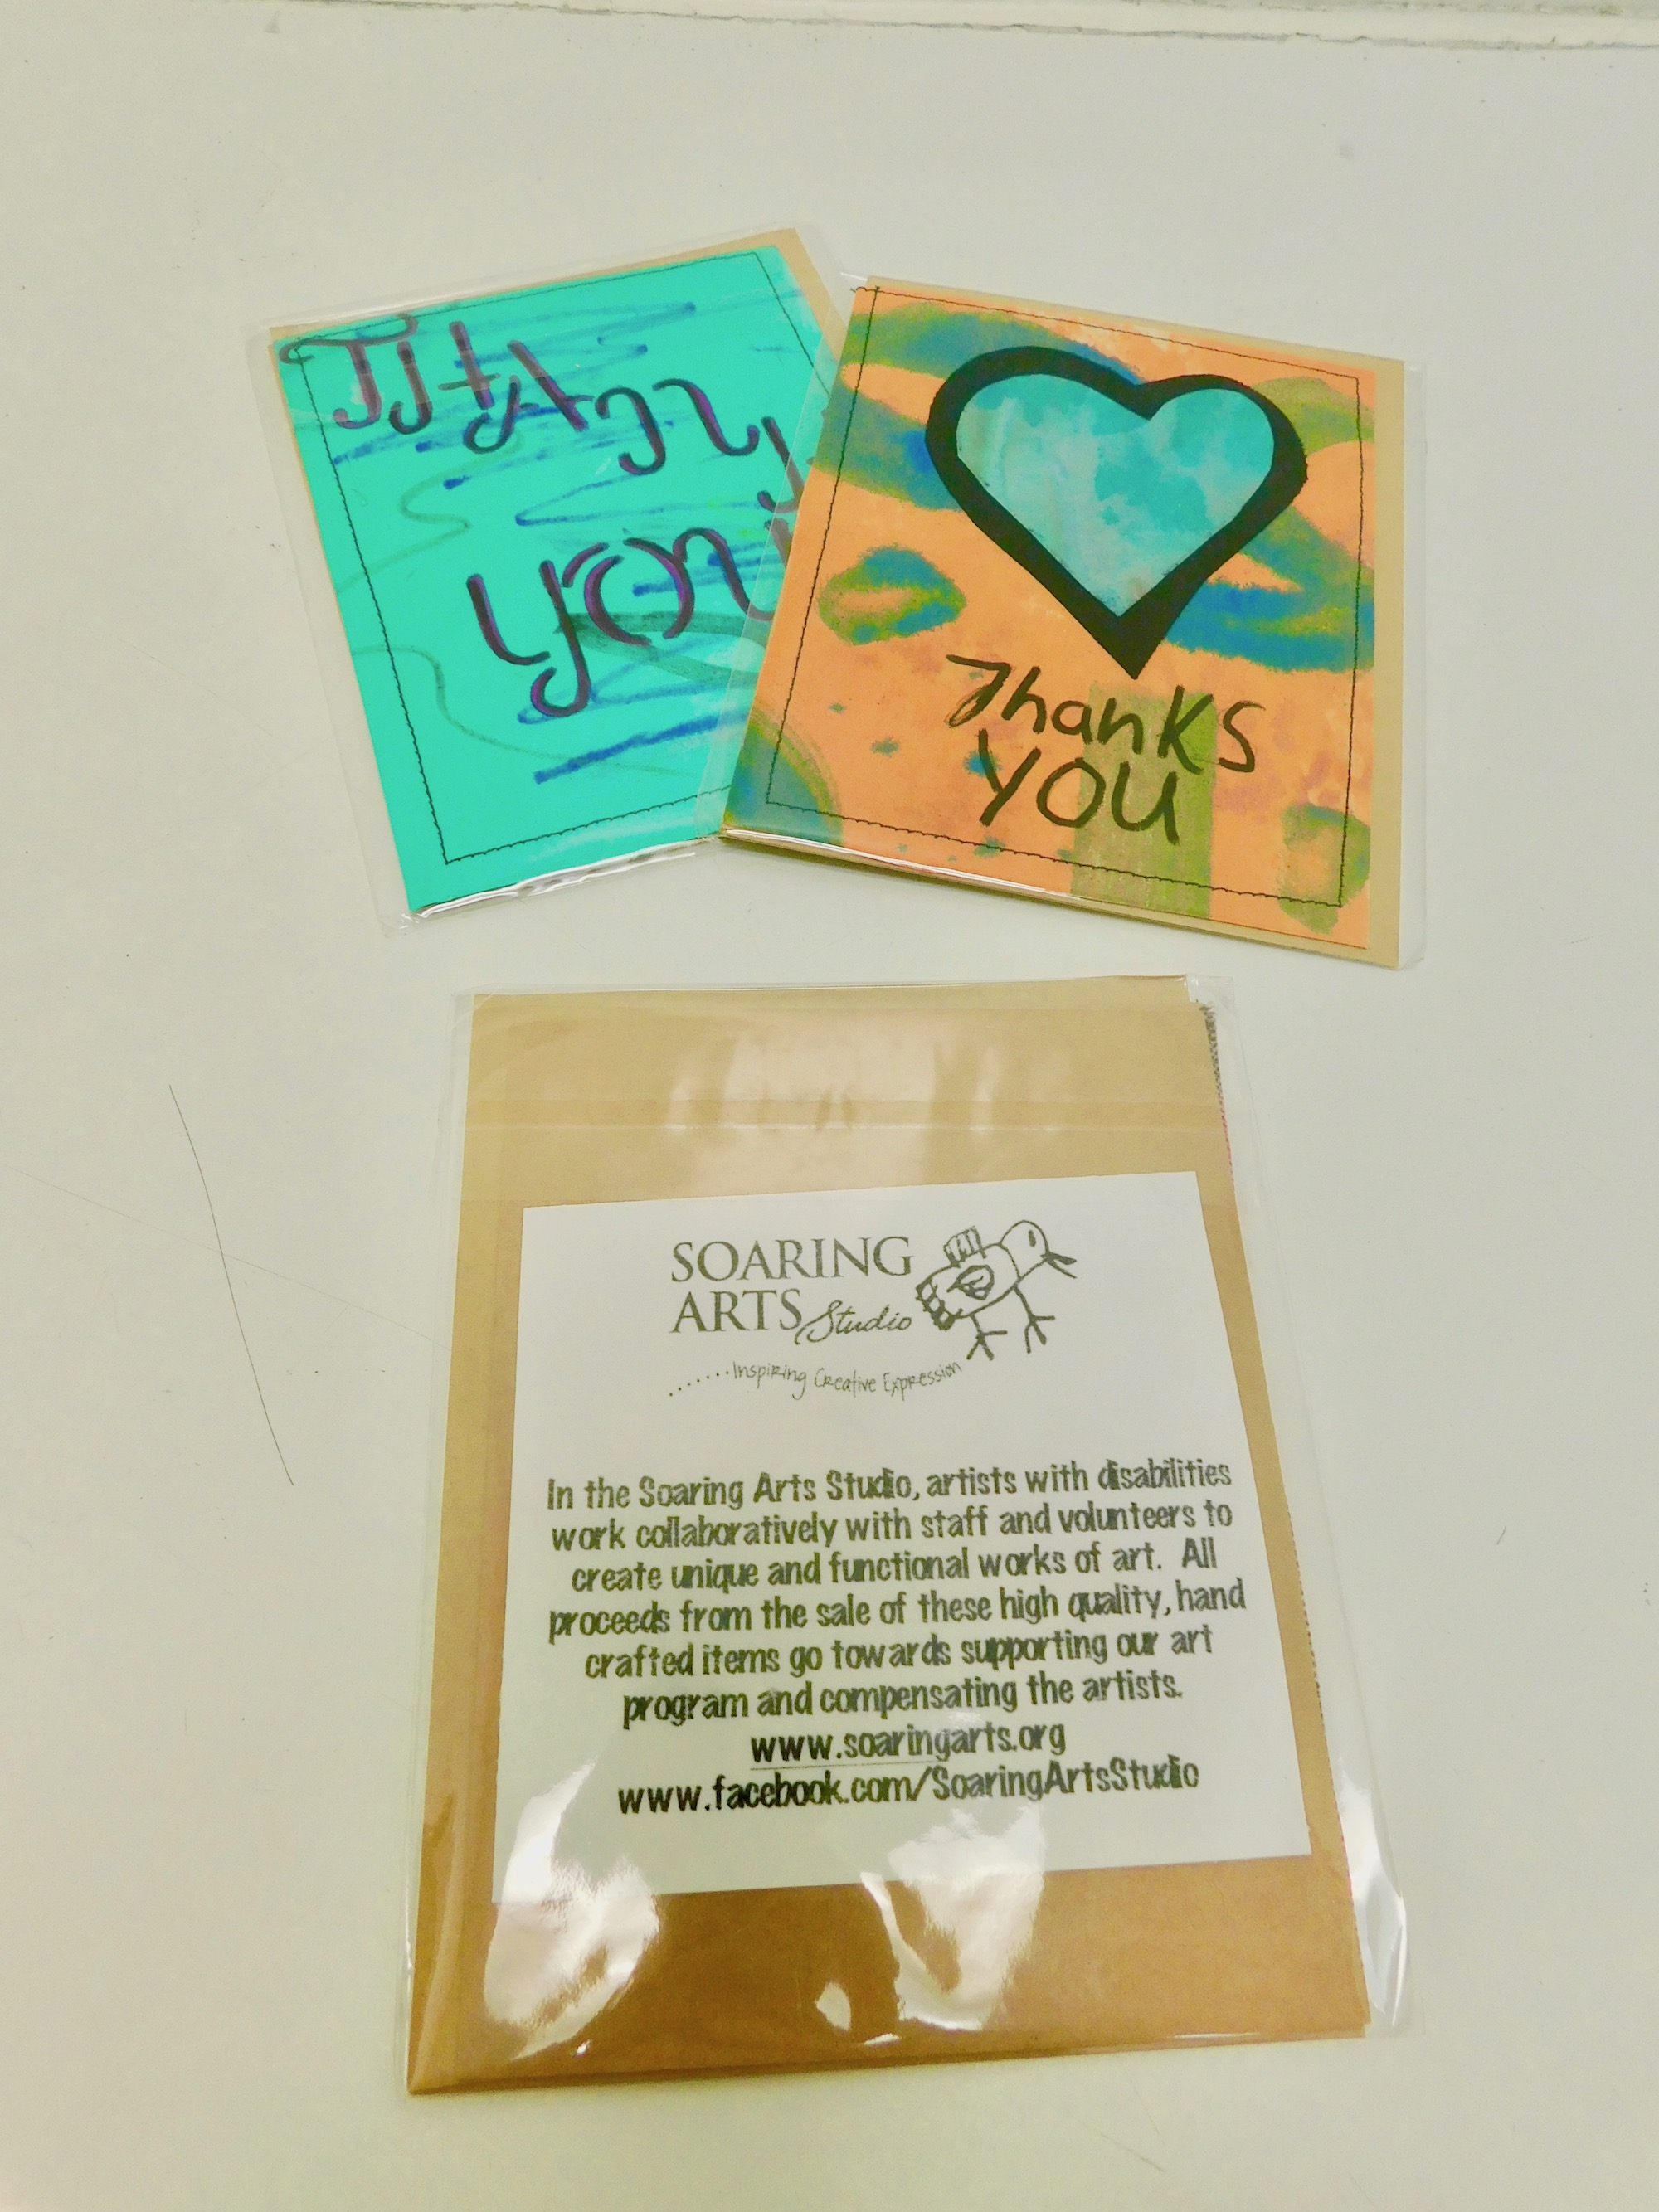 you
Thanks
YOU
SOARING
ARTS Studio
.......Inspiring Creative Expression
In the Soaring Arts Studio, artists with disabilities
work collaboratively with staff and volunteers to
create unique and functional works of art. All
proceeds from the sale of these high quality, hand
crafted items go towards supporting our art
program and compensating the artists.
www.soaringarts.org
www.facebook.com/SoaringArtsStudio